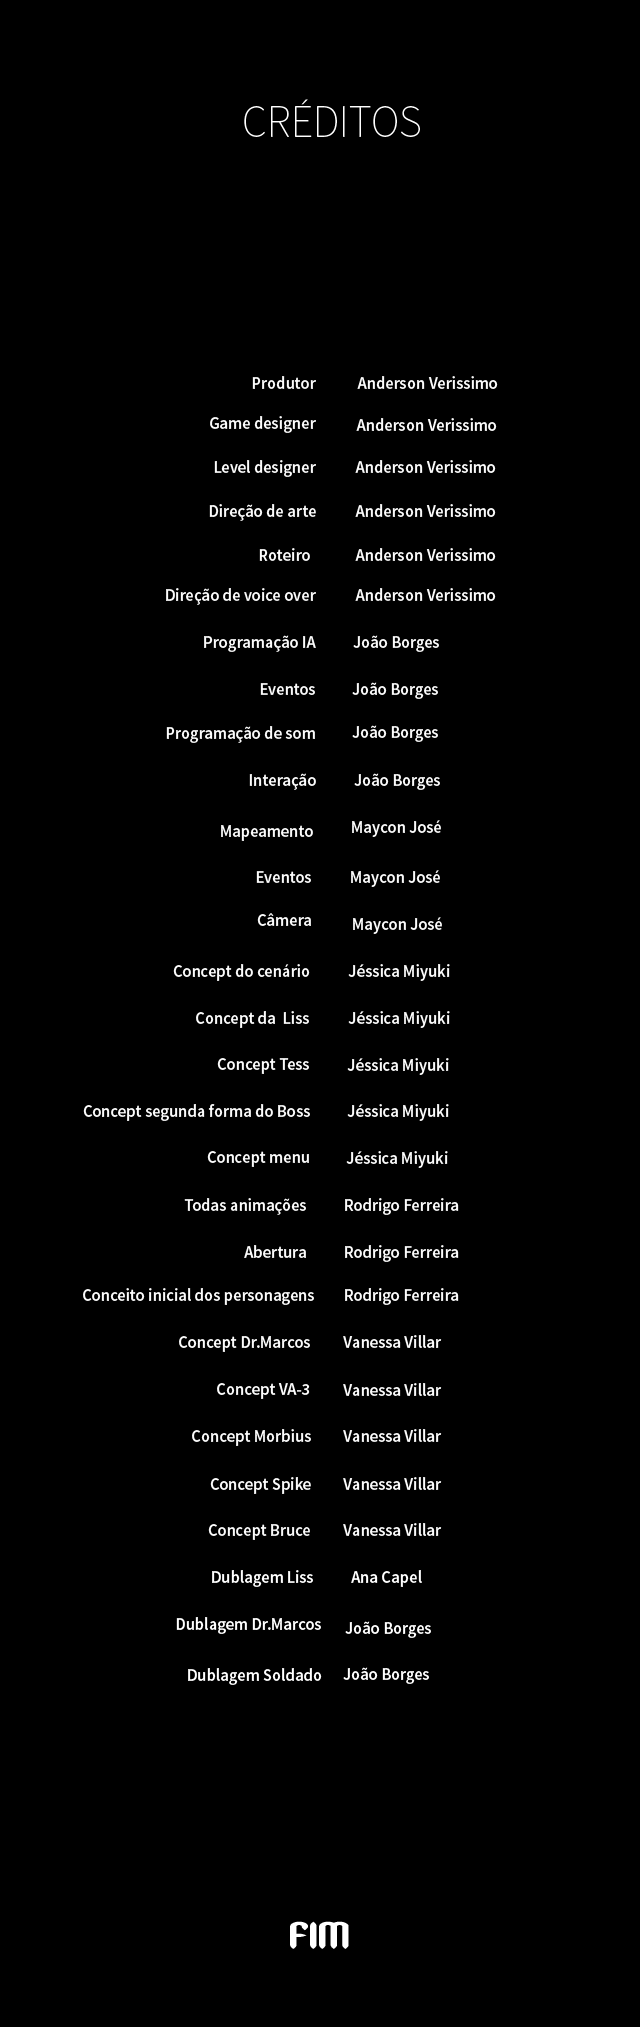 CRÉDITOS
Produtor Anderson Verissimo
Game designer Anderson Verissimo
Level designer Anderson Verissimo
Direção de arte Anderson Verissimo
Roteiro Anderson Verissimo
Direção de voice over Anderson Verissimo
Programação IA João Borges
Eventos João Borges
Programação de som João Borges
Interação João Borges
Mapeamento Maycon José
Eventos Maycon José
Câmera Maycon José
Concept do cenário Jéssica Miyuki
Concept da Liss Jéssica Miyuki
Concept Tess Jéssica Miyuki
Concept segunda forma do Boss Jéssica Miyuki
Concept menu Jéssica Miyuki
Todas animações Rodrigo Ferreira
Abertura Rodrigo Ferreira
Conceito inicial dos personagens Rodrigo Ferreira
Concept Dr.Marcos Vanessa Villar
Concept VA-3 Vanessa Villar
Concept Morbius Vanessa Villar
Concept Spike Vanessa Villar
Concept Bruce Vanessa Villar
Dublagem Liss Ana Capel
Dublagem Dr.Marcos João Borges
Dublagem Soldado João Borges
FIM